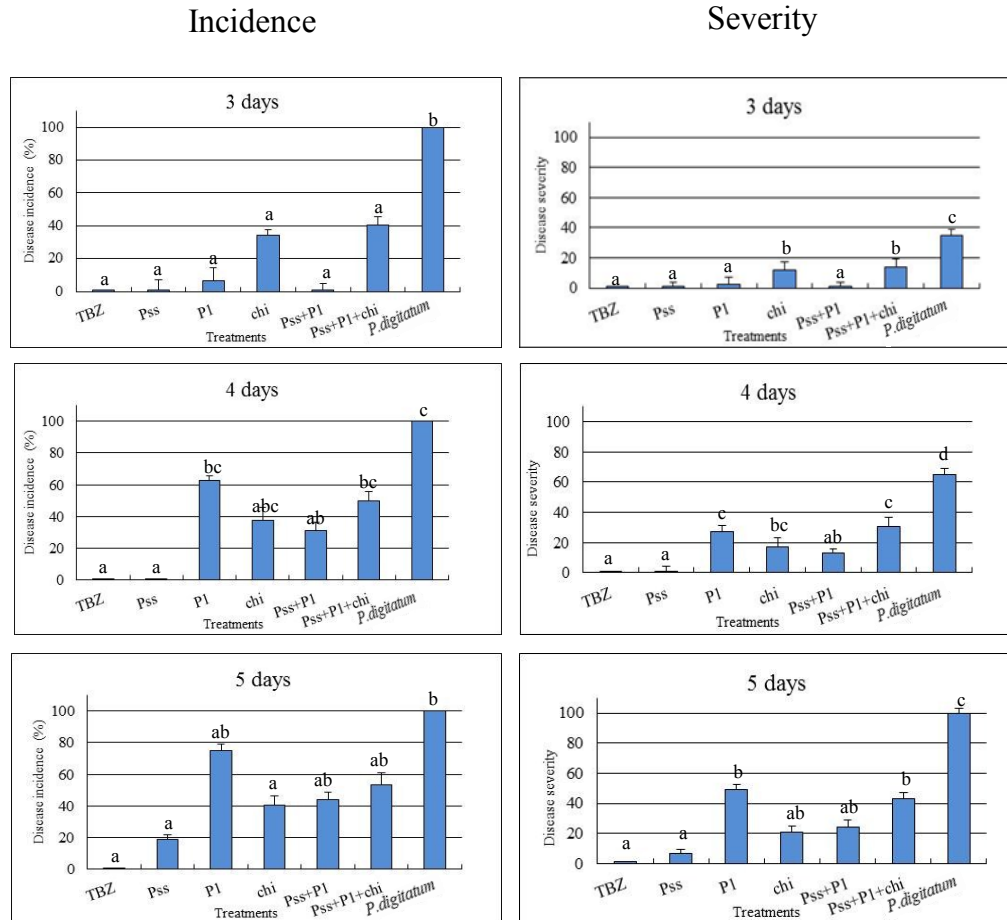 Incidence
Severity
3 days
Disease incidence (%)
100
80
60
40
20
0
a
a
a
a
a
a
b
TBZ
Pss
P1
chi
Pss+P1
Pss+P1+chi
P.digitatum
Treatments
3 days
Disease severity
100
80
60
40
20
0
a
a
a
b
a
b
c
TBZ
Pss
P1
chi
Pss+P1
Pss+P1+chi
P.digitatum
Treatments
4 days
Disease incidence (%)
100
80
60
40
20
0
a
a
bc
abc
ab
bc
c
TBZ
Pss
P1
chi
Pss+P1
Pss+P1+chi
P.digitatum
Treatments
4 days
Disease severity
100
80
60
40
20
0
a
a
c
bc
ab
c
d
TBZ
Pss
P1
chi
Pss+P1
Pss+P1+chi
P.digitatum
Treatments
5 days
Disease incidence (%)
100
80
60
40
20
0
a
a
ab
a
ab
ab
b
TBZ
Pss
P1
chi
Pss+P1
Pss+P1+chi
P.digitatum
Treatments
5 days
Disease severity
100
80
60
40
20
0
a
a
b
ab
ab
b
c
TBZ
Pss
P1
chi
Pss+P1
Pss+P1+chi
P.digitatum
Treatments